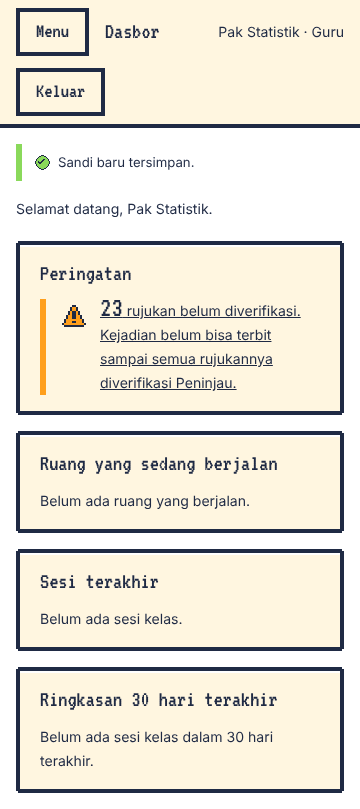 Menu
Dasbor
Pak Statistik · Guru
Keluar
Sandi baru tersimpan.
Selamat datang, Pak Statistik.
Peringatan
23 rujukan belum diverifikasi.
Kejadian belum bisa terbit
sampai semua rujukannya
diverifikasi Peninjau.
Ruang yang sedang berjalan
Belum ada ruang yang berjalan.
Sesi terakhir
Belum ada sesi kelas.
Ringkasan 30 hari terakhir
Belum ada sesi kelas dalam 30 hari
terakhir.